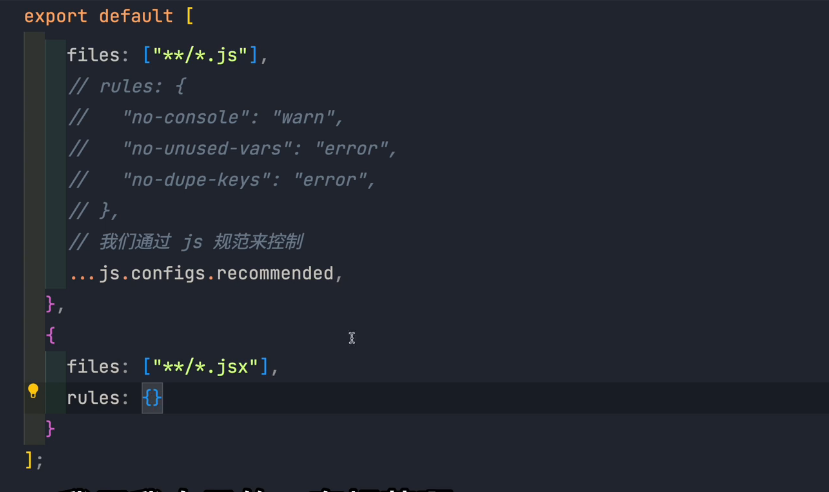 export default [
files: ["**/*.js"],
// rules: {
//   "no-console": "warn",
//   "no-unused-vars": "error",
//   "no-dupe-keys": "error",
// },
// 我们通过 js 规范来控制
...js.configs.recommended,
},
{
files: ["**/*.jsx"],
rules: {}
}
];